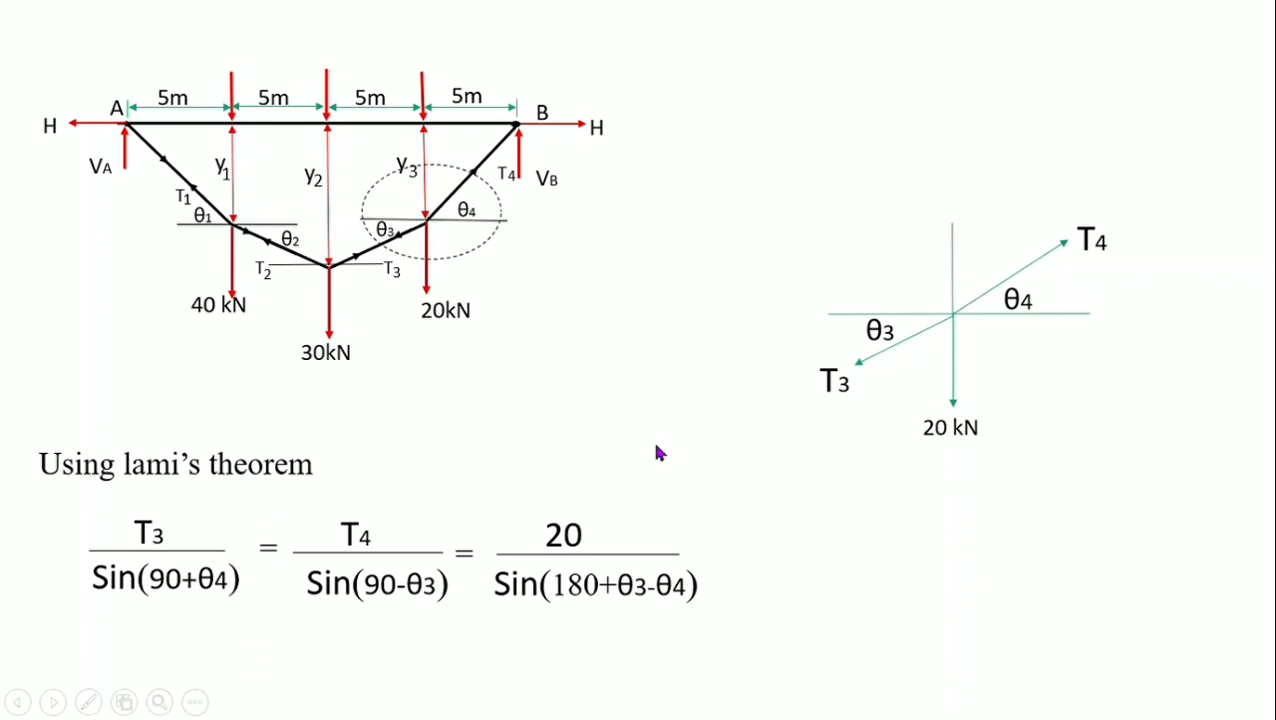 5m 5m 5m 5m
A B
H H
VA y1 y2 y3 T4 VB
T1 θ1 θ2 θ3 θ4
T2 T3
40 kN 20kN
30kN
T4
θ4
θ3
T3
20 kN
Using lami's theorem
T3 / Sin(90+θ4) = T4 / Sin(90-θ3) = 20 / Sin(180+θ3-θ4)